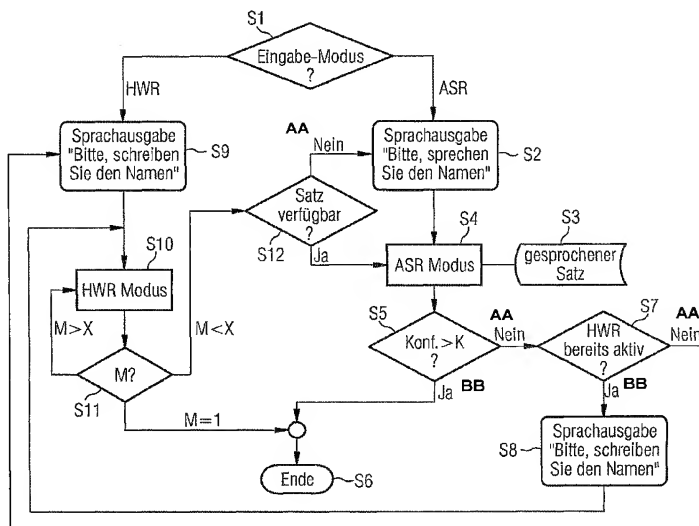 S1
Eingabe-Modus
?
HWR
ASR
Sprachausgabe
"Bitte, schreiben
Sie den Namen"
S9
AA
Nein
Sprachausgabe
"Bitte, sprechen
Sie den Namen"
S2
Satz
verfügbar
?
S12
Ja
S10
HWR Modus
S4
ASR Modus
S3
gesprochener
Satz
M>X
M<X
S5
Konf.>K
?
AA
Nein
S7
HWR
bereits aktiv
?
AA
Nein
M?
S11
Ja
BB
Ja
BB
M=1
Sprachausgabe
"Bitte, schreiben
Sie den Namen"
S8
Ende
S6